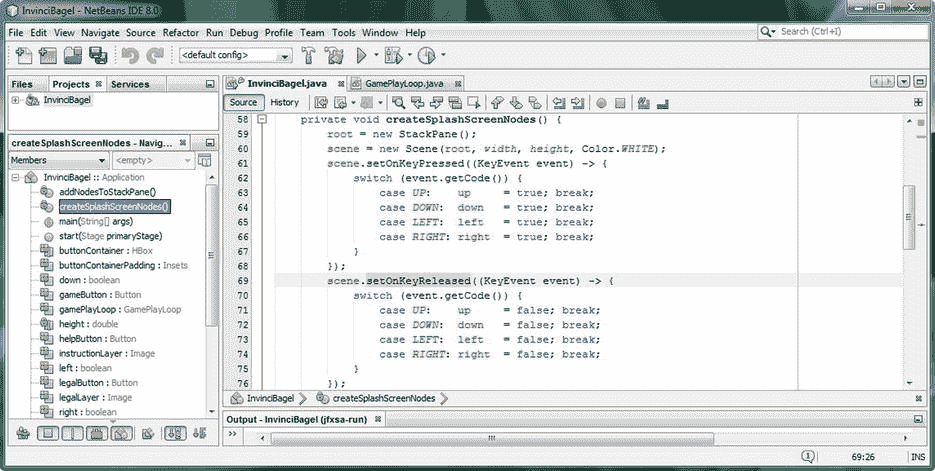 InvinciBagel - NetBeans IDE 8.0
File Edit View Navigate Source Refactor Run Debug Profile Team Tools Window Help
Search (Ctrl+I)
<default config>
Files Projects Services
InvinciBagel
createSplashScreenNodes() - Navig...
Members <empty>
InvinciBagel :: Application
addNodesToStackPane()
createSplashScreenNodes()
main(String[] args)
start(Stage primaryStage)
buttonContainer : HBox
buttonContainerPadding : Insets
down : boolean
gameButton : Button
gamePlayLoop : GamePlayLoop
height : double
helpButton : Button
instructionLayer : Image
left : boolean
legalButton : Button
legalLayer : Image
right : boolean
InvinciBagel.java GamePlayLoop.java
Source History
58 private void createSplashScreenNodes() {
59 root = new StackPane();
60 scene = new Scene(root, width, height, Color.WHITE);
61 scene.setOnKeyPressed((KeyEvent event) -> {
62 switch (event.getCode()) {
63 case UP: up = true; break;
64 case DOWN: down = true; break;
65 case LEFT: left = true; break;
66 case RIGHT: right = true; break;
67 }
68 });
69 scene.setOnKeyReleased((KeyEvent event) -> {
70 switch (event.getCode()) {
71 case UP: up = false; break;
72 case DOWN: down = false; break;
73 case LEFT: left = false; break;
74 case RIGHT: right = false; break;
75 }
76 });
InvinciBagel createSplashScreenNodes
Output - InvinciBagel (jfxsa-run)
69:26 INS